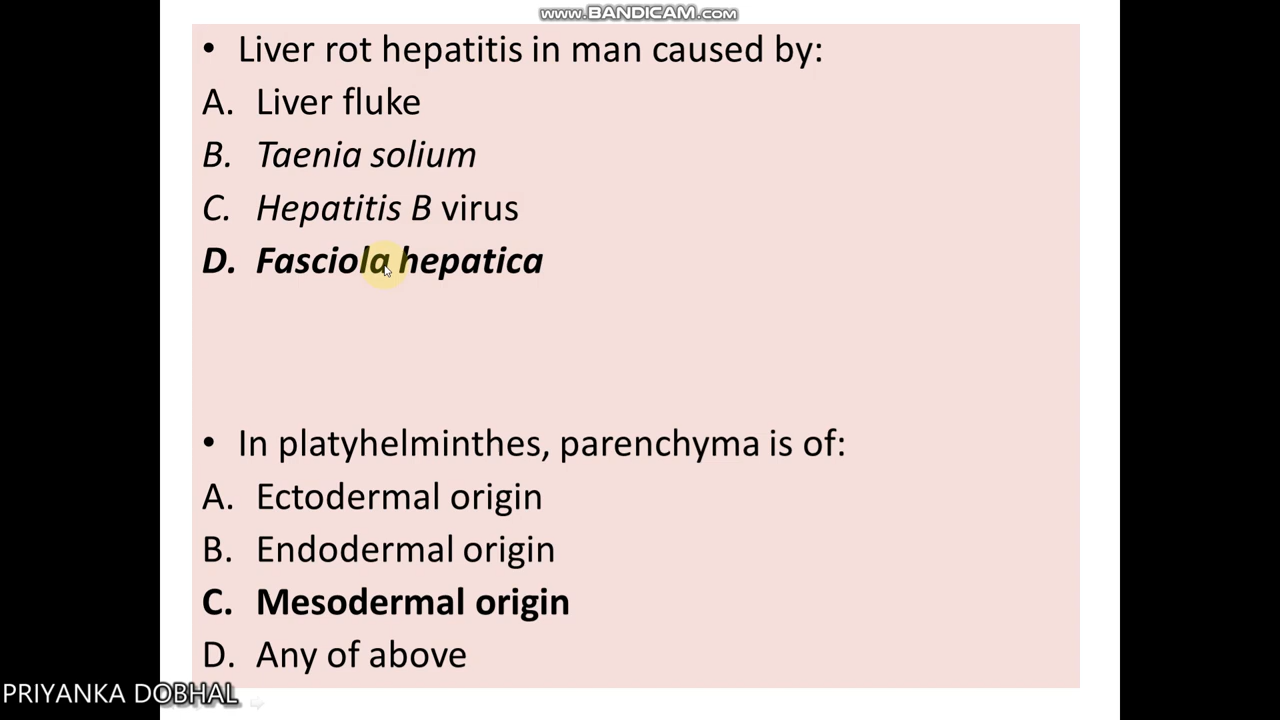 www.BANDICAM.com
• Liver rot hepatitis in man caused by:
A. Liver fluke
B. Taenia solium
C. Hepatitis B virus
D. Fasciola hepatica
• In platyhelminthes, parenchyma is of:
A. Ectodermal origin
B. Endodermal origin
C. Mesodermal origin
D. Any of above
PRIYANKA DOBHAL